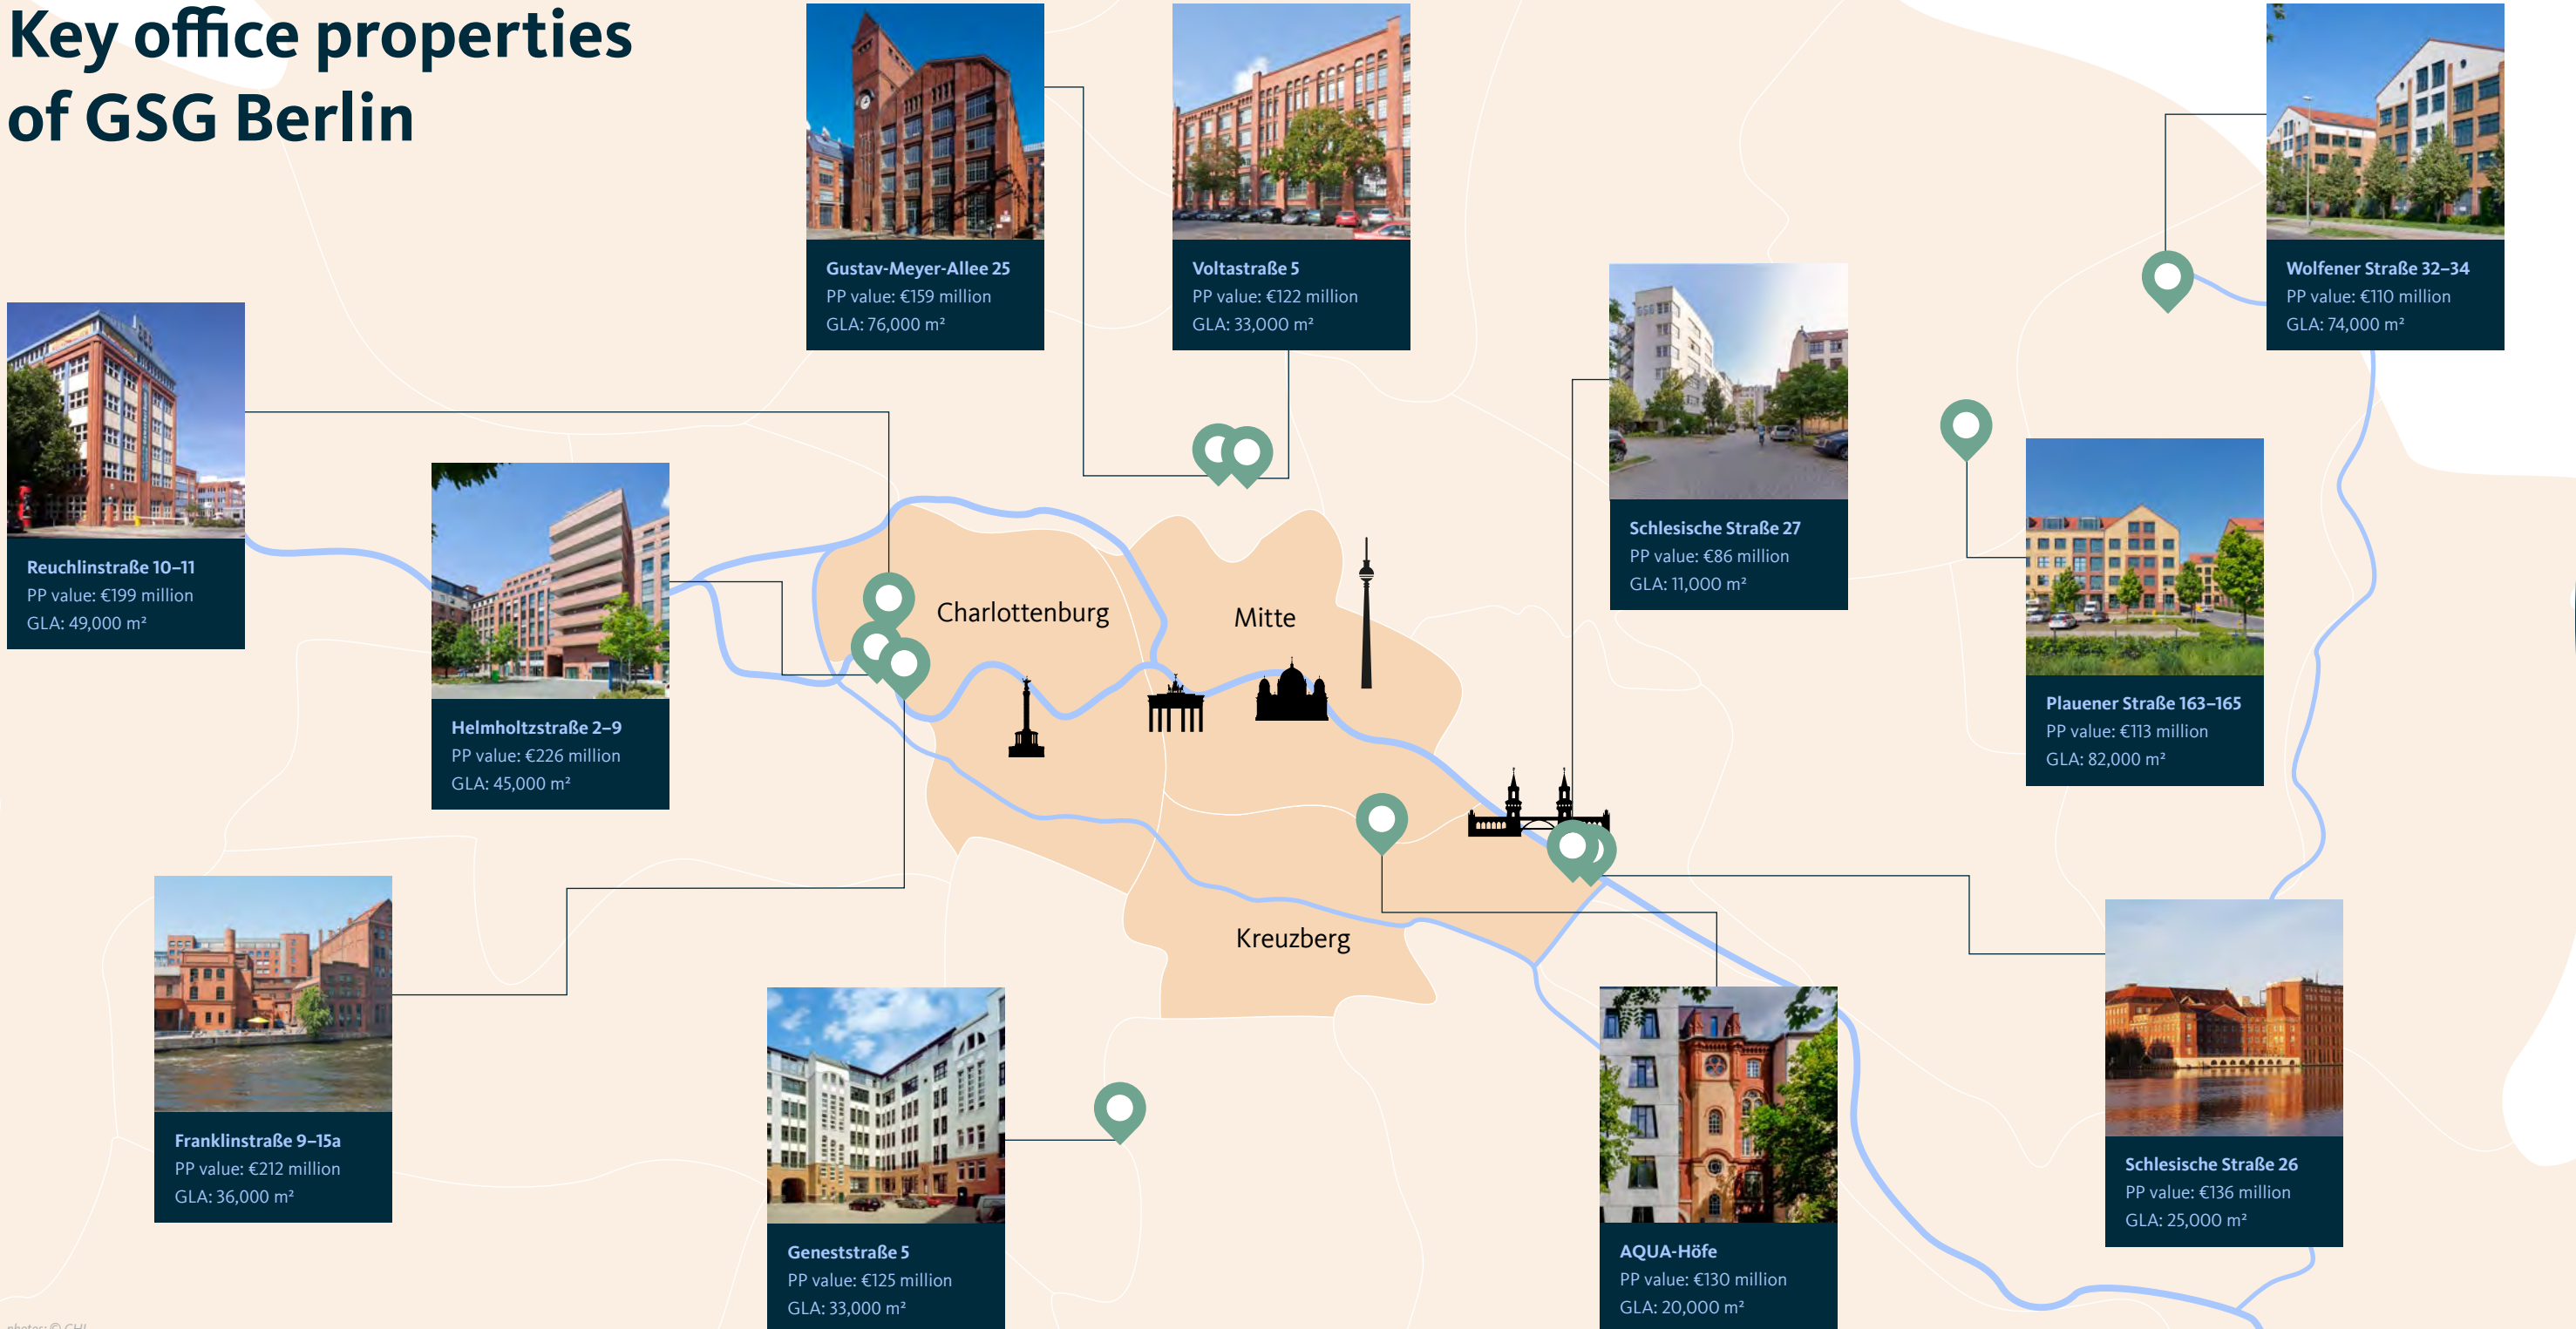 Key office properties
of GSG Berlin
Gustav-Meyer-Allee 25
PP value: €159 million
GLA: 76,000 m²
Voltastraße 5
PP value: €122 million
GLA: 33,000 m²
Wolfener Straße 32–34
PP value: €110 million
GLA: 74,000 m²
Reuchlinstraße 10–11
PP value: €199 million
GLA: 49,000 m²
Schlesische Straße 27
PP value: €86 million
GLA: 11,000 m²
Helmholtzstraße 2–9
PP value: €226 million
GLA: 45,000 m²
Charlottenburg
Mitte
Plauener Straße 163–165
PP value: €113 million
GLA: 82,000 m²
Kreuzberg
Franklinstraße 9–15a
PP value: €212 million
GLA: 36,000 m²
Geneststraße 5
PP value: €125 million
GLA: 33,000 m²
AQUA-Höfe
PP value: €130 million
GLA: 20,000 m²
Schlesische Straße 26
PP value: €136 million
GLA: 25,000 m²
photos: © CHL